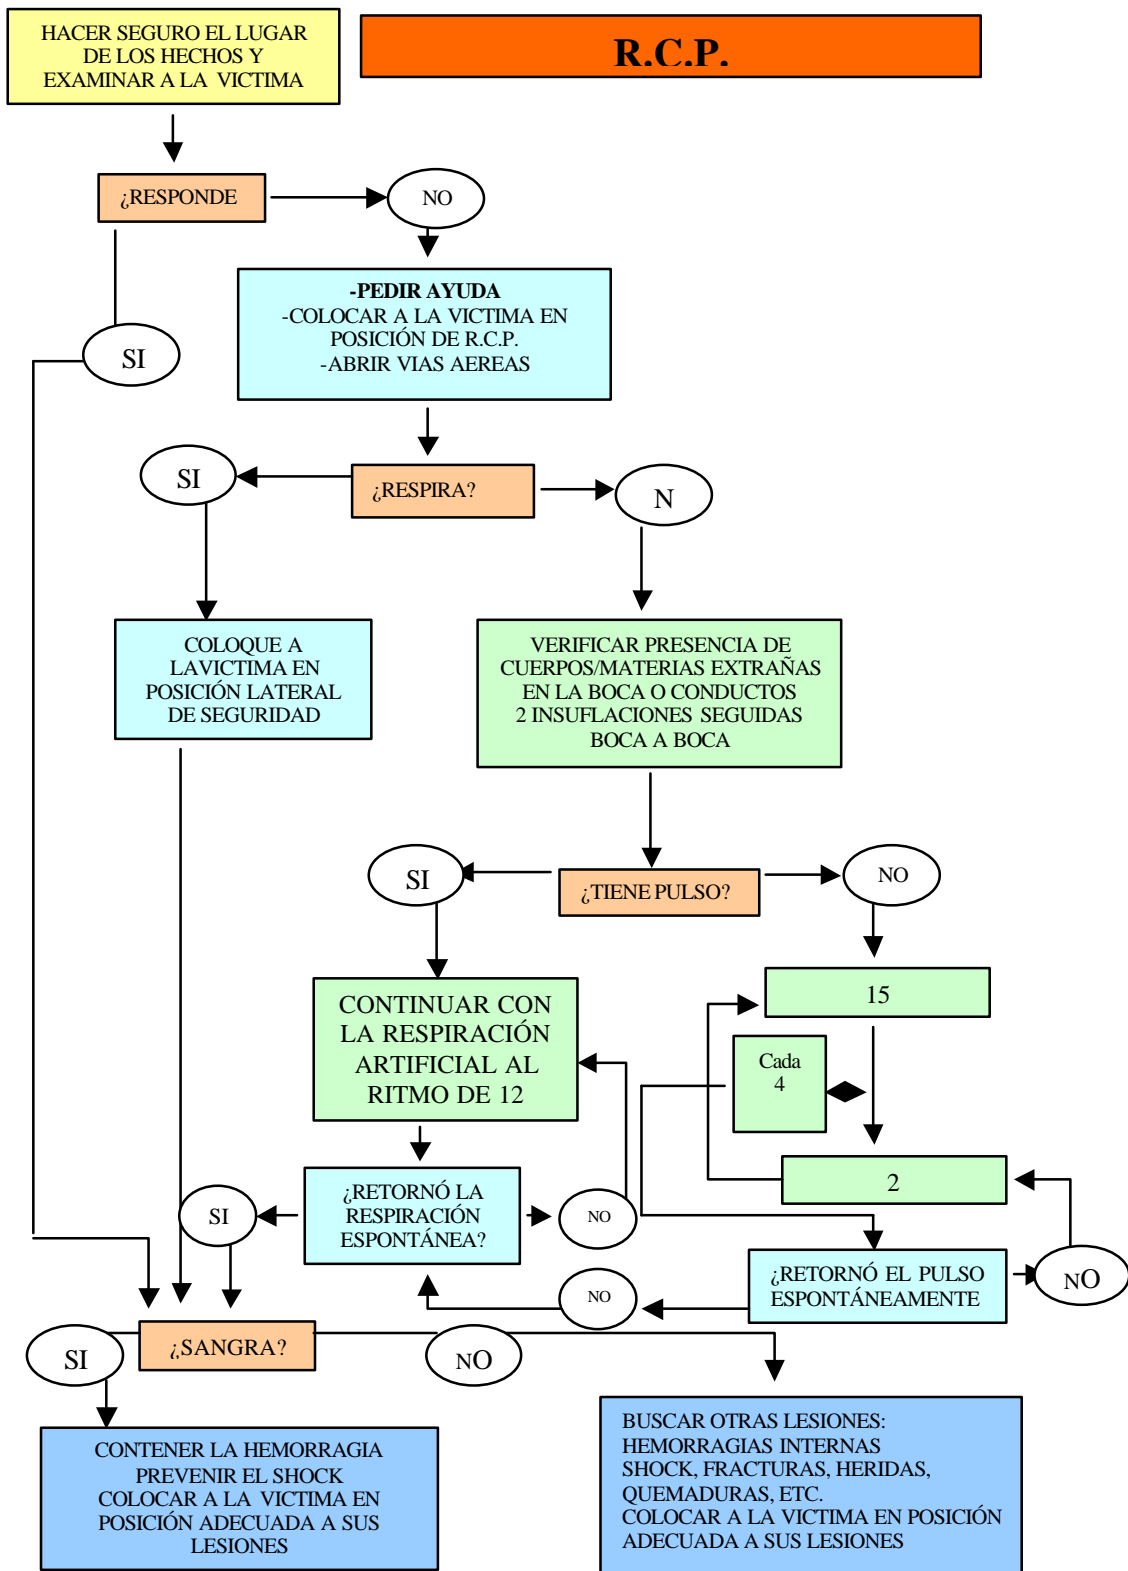 HACER SEGURO EL LUGAR
DE LOS HECHOS Y
EXAMINAR A LA VICTIMA
R.C.P.
¿RESPONDE
NO
SI
-PEDIR AYUDA
-COLOCAR A LA VICTIMA EN
POSICIÓN DE R.C.P.
-ABRIR VIAS AEREAS
SI
¿RESPIRA?
N
COLOQUE A
LAVICTIMA EN
POSICIÓN LATERAL
DE SEGURIDAD
VERIFICAR PRESENCIA DE
CUERPOS/MATERIAS EXTRAÑAS
EN LA BOCA O CONDUCTOS
2 INSUFLACIONES SEGUIDAS
BOCA A BOCA
SI
¿TIENE PULSO?
NO
CONTINUAR CON
LA RESPIRACIÓN
ARTIFICIAL AL
RITMO DE 12
15
Cada
4
2
SI
¿RETORNÓ LA
RESPIRACIÓN
ESPONTÁNEA?
NO
NO
¿RETORNÓ EL PULSO
ESPONTÁNEAMENTE
NO
SI
¿SANGRA?
NO
CONTENER LA HEMORRAGIA
PREVENIR EL SHOCK
COLOCAR A LA VICTIMA EN
POSICIÓN ADECUADA A SUS
LESIONES
BUSCAR OTRAS LESIONES:
HEMORRAGIAS INTERNAS
SHOCK, FRACTURAS, HERIDAS,
QUEMADURAS, ETC.
COLOCAR A LA VICTIMA EN POSICIÓN
ADECUADA A SUS LESIONES